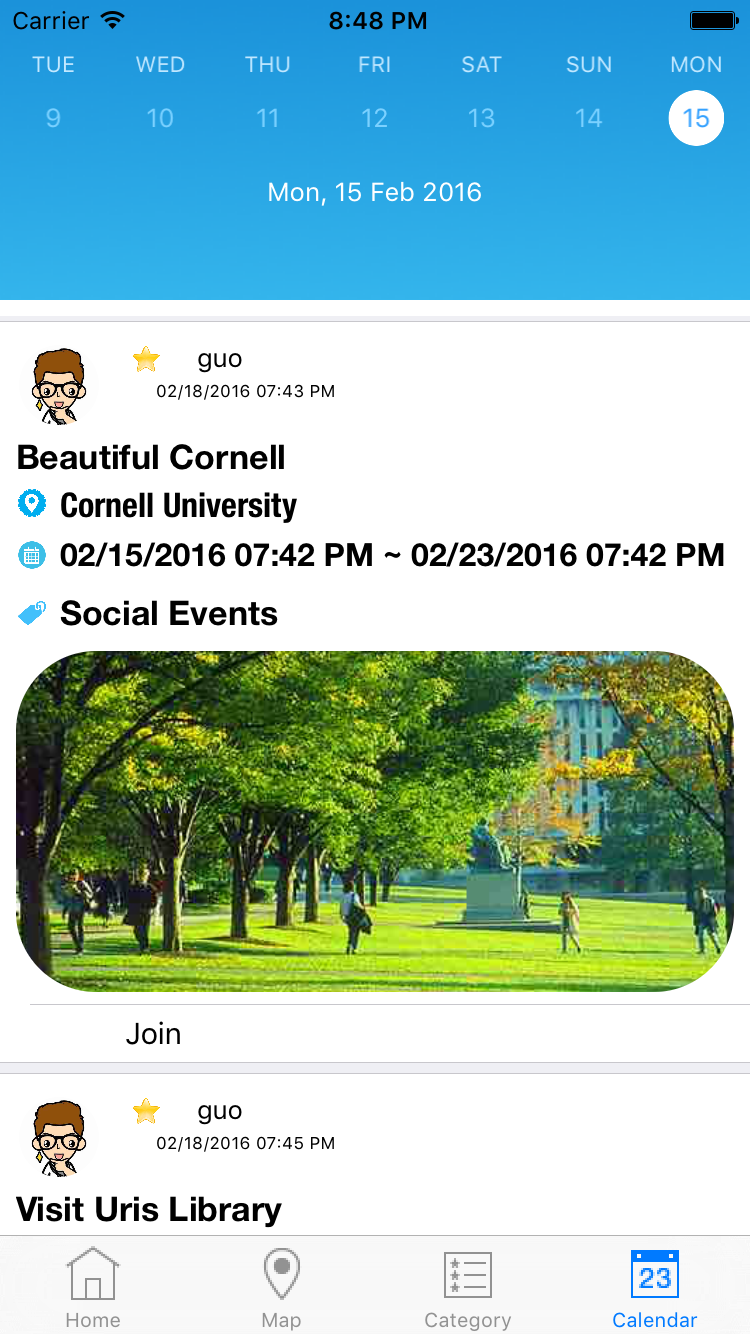 Carrier 8:48 PM
TUE WED THU FRI SAT SUN MON
9 10 11 12 13 14 15
Mon, 15 Feb 2016
guo
02/18/2016 07:43 PM
Beautiful Cornell
Cornell University
02/15/2016 07:42 PM ~ 02/23/2016 07:42 PM
Social Events
Join
guo
02/18/2016 07:45 PM
Visit Uris Library
23
Home Map Category Calendar